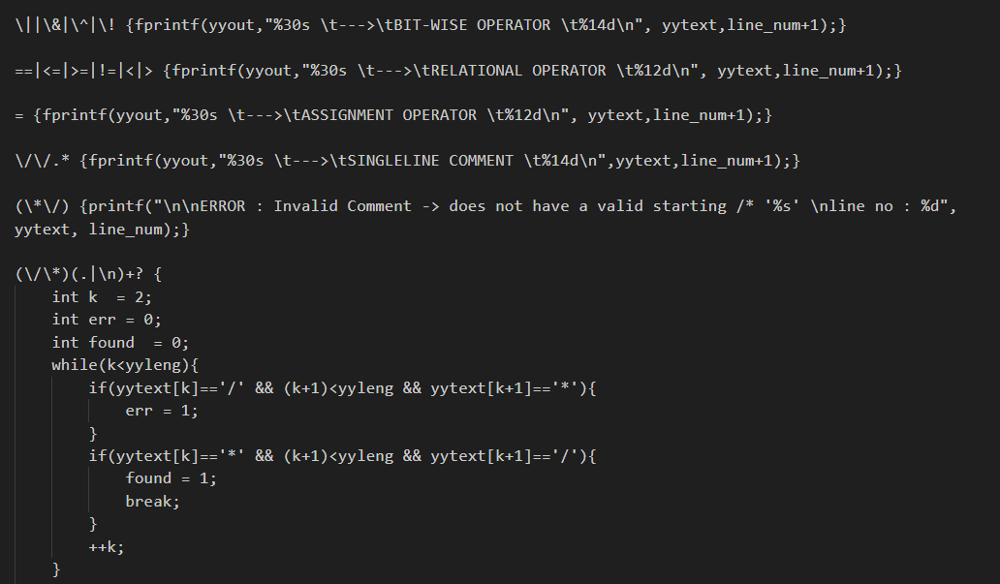 \||\&|\^|\! {fprintf(yyout,"%30s \t--->\tBIT-WISE OPERATOR \t%14d\n", yytext,line_num+1);}
==|<=|>=|!=|<|> {fprintf(yyout,"%30s \t--->\tRELATIONAL OPERATOR \t%12d\n", yytext,line_num+1);}
= {fprintf(yyout,"%30s \t--->\tASSIGNMENT OPERATOR \t%12d\n", yytext,line_num+1);}
\/\/.* {fprintf(yyout,"%30s \t--->\tSINGLELINE COMMENT \t%14d\n",yytext,line_num+1);}
(\*\/) {printf("\n\nERROR : Invalid Comment -> does not have a valid starting /* '%s' \nline no : %d",
yytext, line_num);}
(\/\*)(.|\n)+? {
    int k  = 2;
    int err = 0;
    int found  = 0;
    while(k<yyleng){
        if(yytext[k]=='/' && (k+1)<yyleng && yytext[k+1]=='*'){
            err = 1;
        }
        if(yytext[k]=='*' && (k+1)<yyleng && yytext[k+1]=='/'){
            found = 1;
            break;
        }
        ++k;
    }